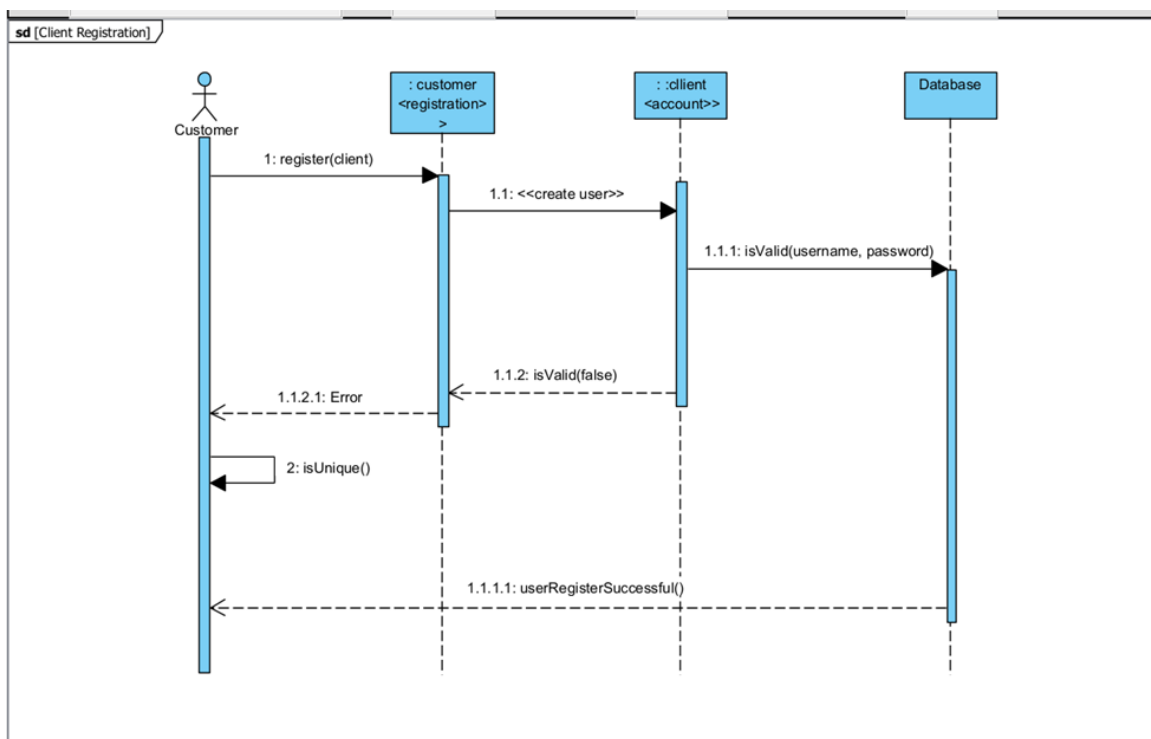 sd [Client Registration]
: customer
<registration>
>
: :cllient
<account>>
Database
Customer
1: register(client)
1.1: <<create user>>
1.1.1: isValid(username, password)
1.1.2: isValid(false)
1.1.2.1: Error
2: isUnique()
1.1.1.1: userRegisterSuccessful()